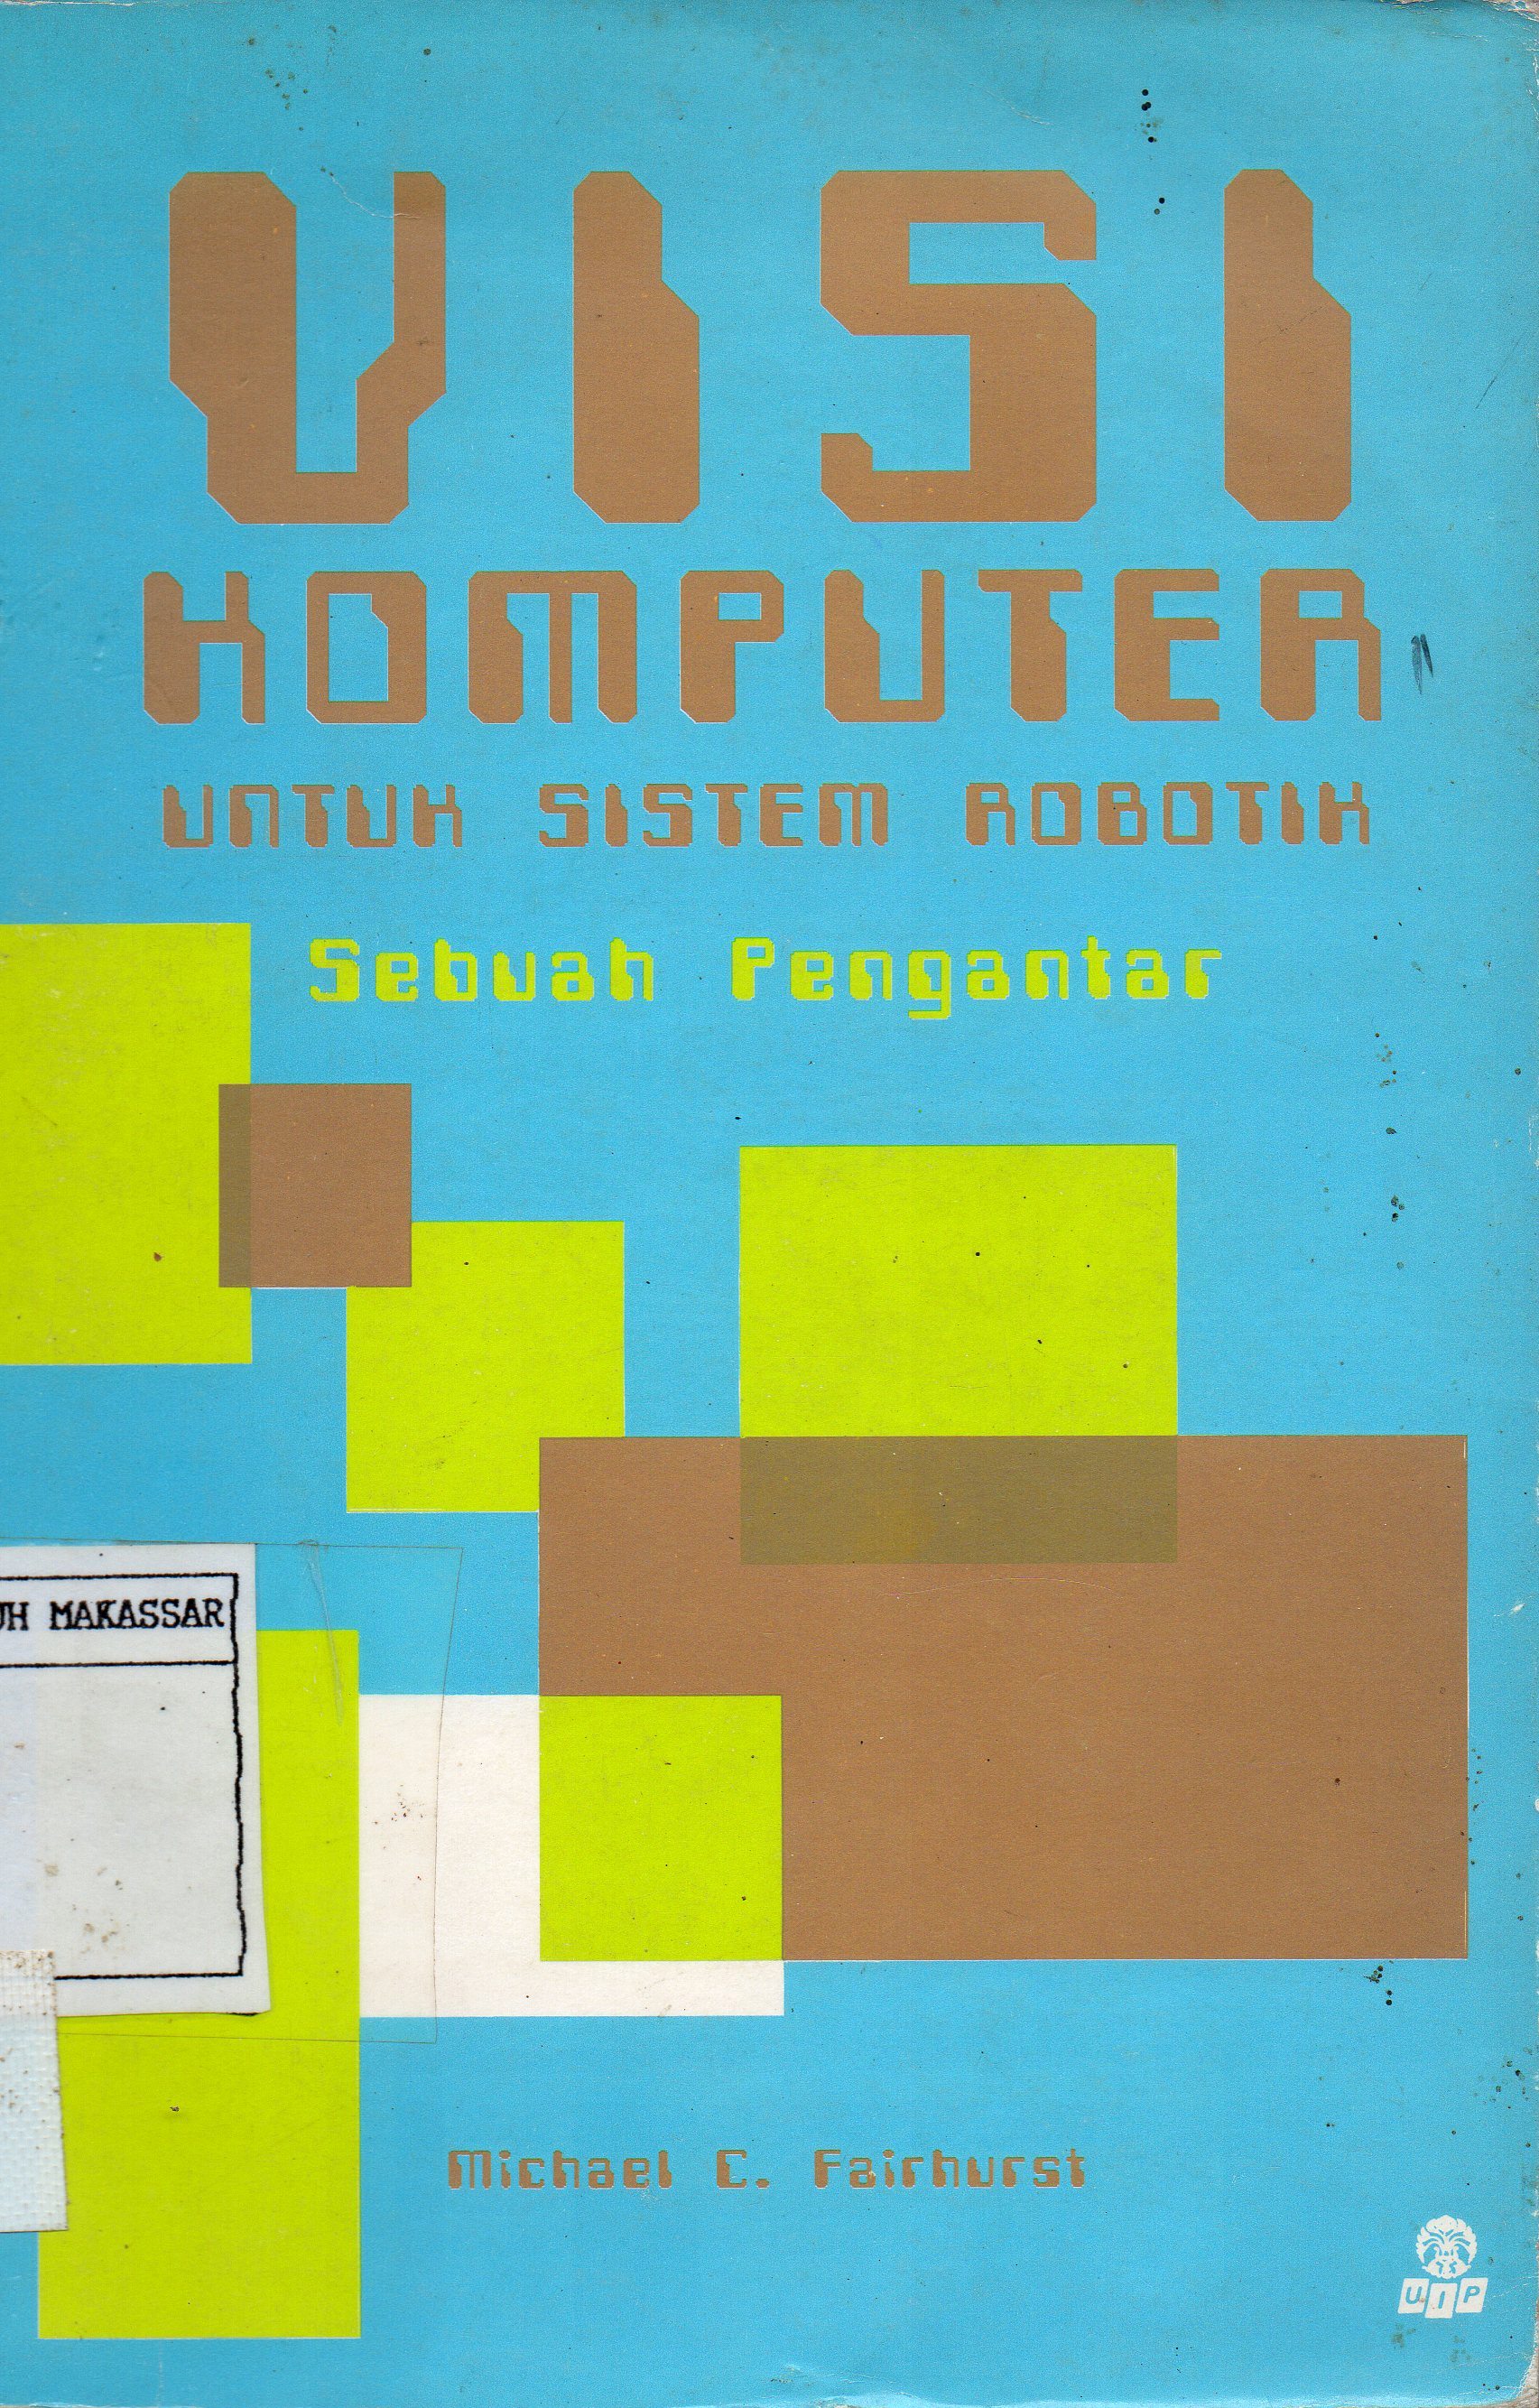 VISI
KOMPUTER
UNTUK SISTEM ROBOTIK
Sebuah Pengantar
MAKASSAR
Michael C. Fairhurst
UIP